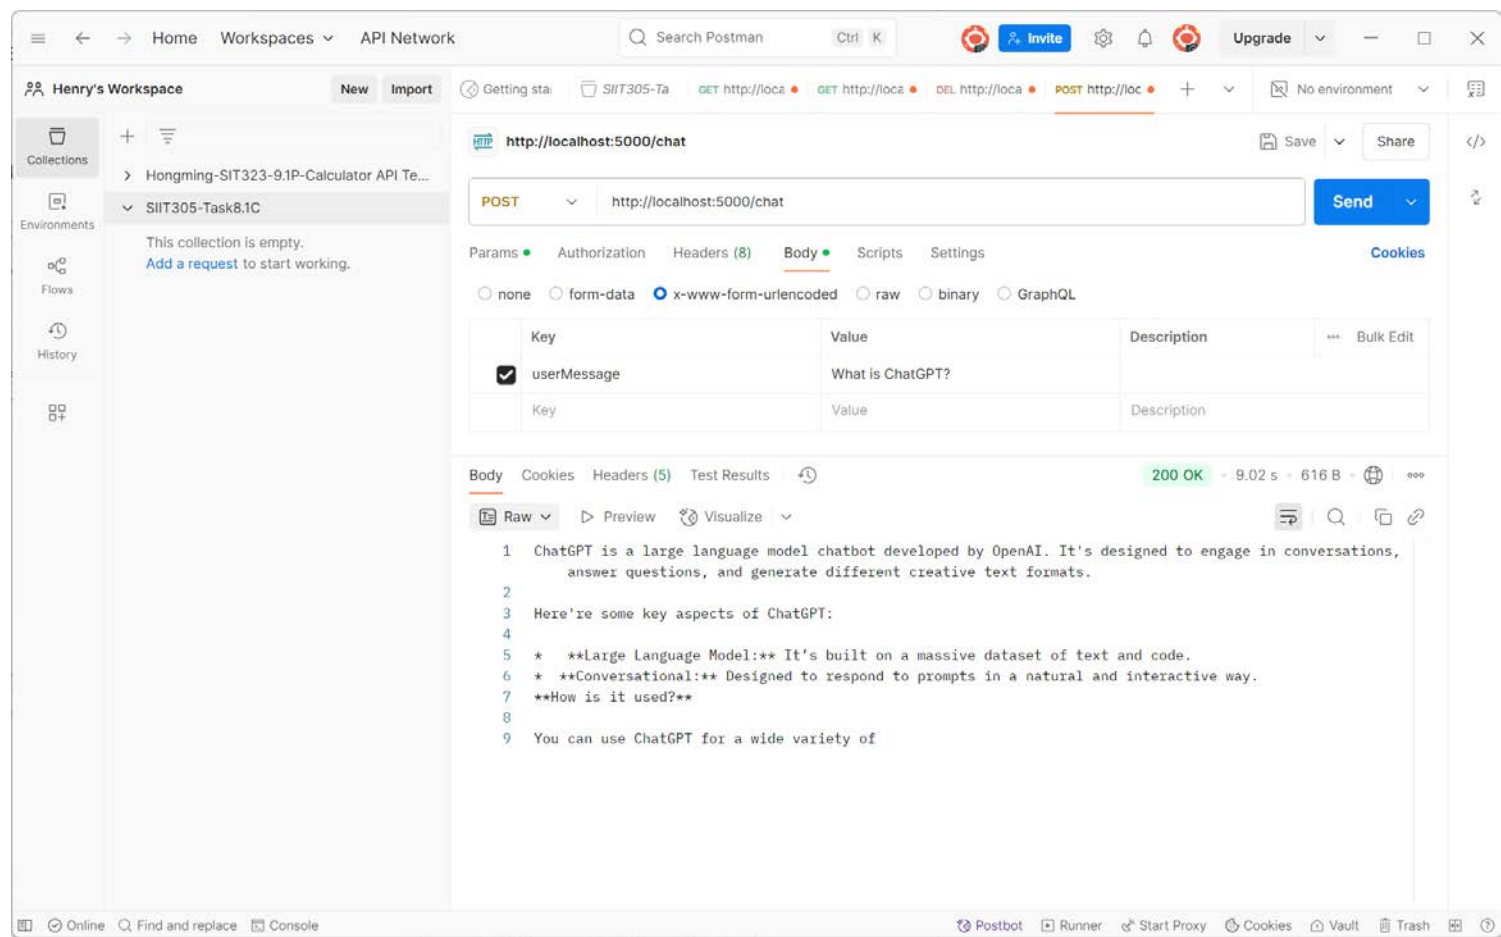 Home Workspaces API Network Search Postman Ctrl K Invite Upgrade
Henry's Workspace New Import Getting sta SIIT305-Ta GET http://loca GET http://loca DEL http://loca POST http://loc No environment
Collections
Environments
Flows
History
Hongming-SIT323-9.1P-Calculator API Te...
SIIT305-Task8.1C
This collection is empty.
Add a request to start working.
HTTP http://localhost:5000/chat Save Share
POST http://localhost:5000/chat Send
Params Authorization Headers (8) Body Scripts Settings Cookies
none form-data x-www-form-urlencoded raw binary GraphQL
Key Value Description Bulk Edit
userMessage What is ChatGPT?
Key Value Description
Body Cookies Headers (5) Test Results 200 OK 9.02 s 616 B
Raw Preview Visualize
1 ChatGPT is a large language model chatbot developed by OpenAI. It's designed to engage in conversations,
answer questions, and generate different creative text formats.
2
3 Here're some key aspects of ChatGPT:
4
5 * **Large Language Model:** It's built on a massive dataset of text and code.
6 * **Conversational:** Designed to respond to prompts in a natural and interactive way.
7 **How is it used?**
8
9 You can use ChatGPT for a wide variety of
Online Find and replace Console Postbot Runner Start Proxy Cookies Vault Trash